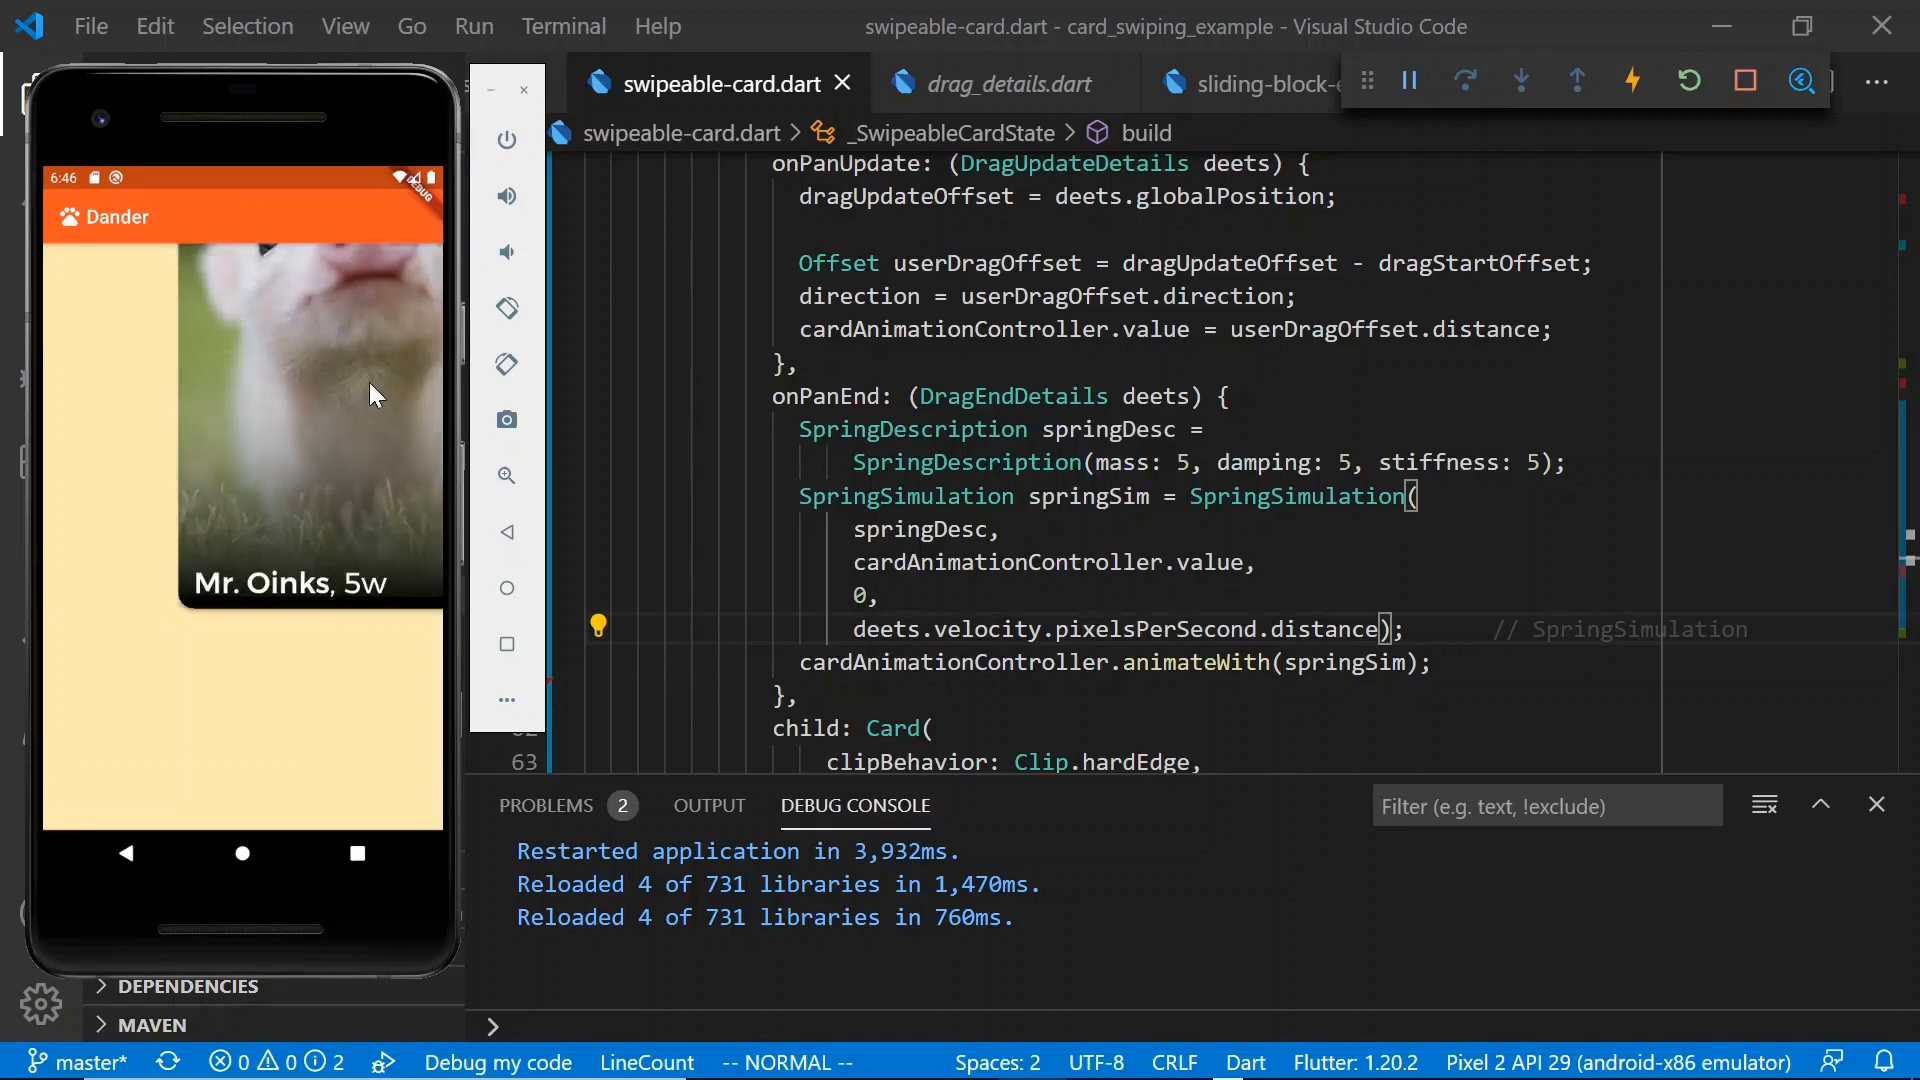 File Edit Selection View Go Run Terminal Help
swipeable-card.dart - card_swiping_example - Visual Studio Code
swipeable-card.dart
drag_details.dart
sliding-block-e
swipeable-card.dart > _SwipeableCardState > build
6:46
DEBUG
Dander
Mr. Oinks, 5w
onPanUpdate: (DragUpdateDetails deets) {
dragUpdateOffset = deets.globalPosition;
Offset userDragOffset = dragUpdateOffset - dragStartOffset;
direction = userDragOffset.direction;
cardAnimationController.value = userDragOffset.distance;
},
onPanEnd: (DragEndDetails deets) {
SpringDescription springDesc =
SpringDescription(mass: 5, damping: 5, stiffness: 5);
SpringSimulation springSim = SpringSimulation(
springDesc,
cardAnimationController.value,
0,
deets.velocity.pixelsPerSecond.distance); // SpringSimulation
cardAnimationController.animateWith(springSim);
},
child: Card(
63 clipBehavior: Clip.hardEdge,
PROBLEMS 2 OUTPUT DEBUG CONSOLE
Filter (e.g. text, !exclude)
Restarted application in 3,932ms.
Reloaded 4 of 731 libraries in 1,470ms.
Reloaded 4 of 731 libraries in 760ms.
DEPENDENCIES
MAVEN
master* 0 0 2 Debug my code LineCount -- NORMAL -- Spaces: 2 UTF-8 CRLF Dart Flutter: 1.20.2 Pixel 2 API 29 (android-x86 emulator)